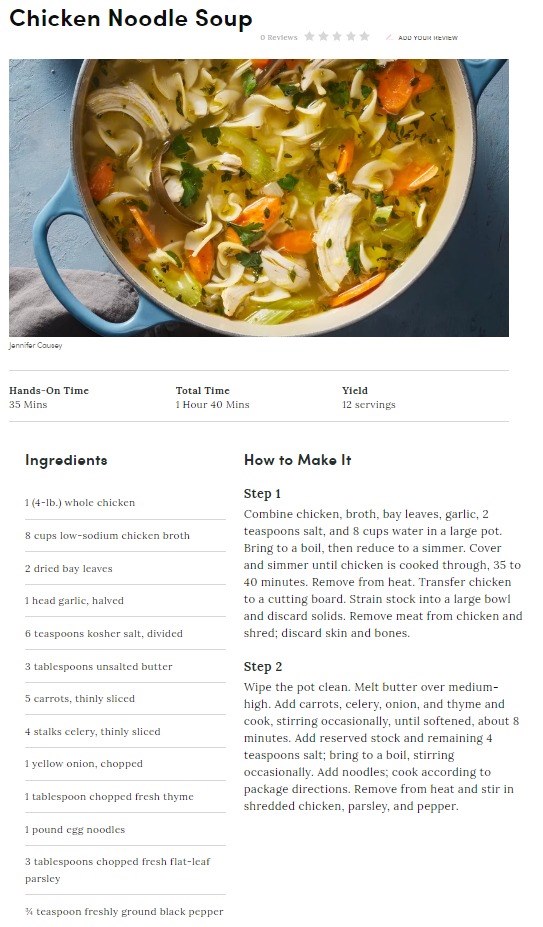 Chicken Noodle Soup
0 Reviews
ADD YOUR REVIEW
Jennifer Causey
Hands-On Time
35 Mins
Total Time
1 Hour 40 Mins
Yield
12 servings
Ingredients
1 (4-lb.) whole chicken
8 cups low-sodium chicken broth
2 dried bay leaves
1 head garlic, halved
6 teaspoons kosher salt, divided
3 tablespoons unsalted butter
5 carrots, thinly sliced
4 stalks celery, thinly sliced
1 yellow onion, chopped
1 tablespoon chopped fresh thyme
1 pound egg noodles
3 tablespoons chopped fresh flat-leaf
parsley
¾ teaspoon freshly ground black pepper
How to Make It
Step 1
Combine chicken, broth, bay leaves, garlic, 2
teaspoons salt, and 8 cups water in a large pot.
Bring to a boil, then reduce to a simmer. Cover
and simmer until chicken is cooked through, 35 to
40 minutes. Remove from heat. Transfer chicken
to a cutting board. Strain stock into a large bowl
and discard solids. Remove meat from chicken and
shred; discard skin and bones.
Step 2
Wipe the pot clean. Melt butter over medium-
high. Add carrots, celery, onion, and thyme and
cook, stirring occasionally, until softened, about 8
minutes. Add reserved stock and remaining 4
teaspoons salt; bring to a boil, stirring
occasionally. Add noodles; cook according to
package directions. Remove from heat and stir in
shredded chicken, parsley, and pepper.